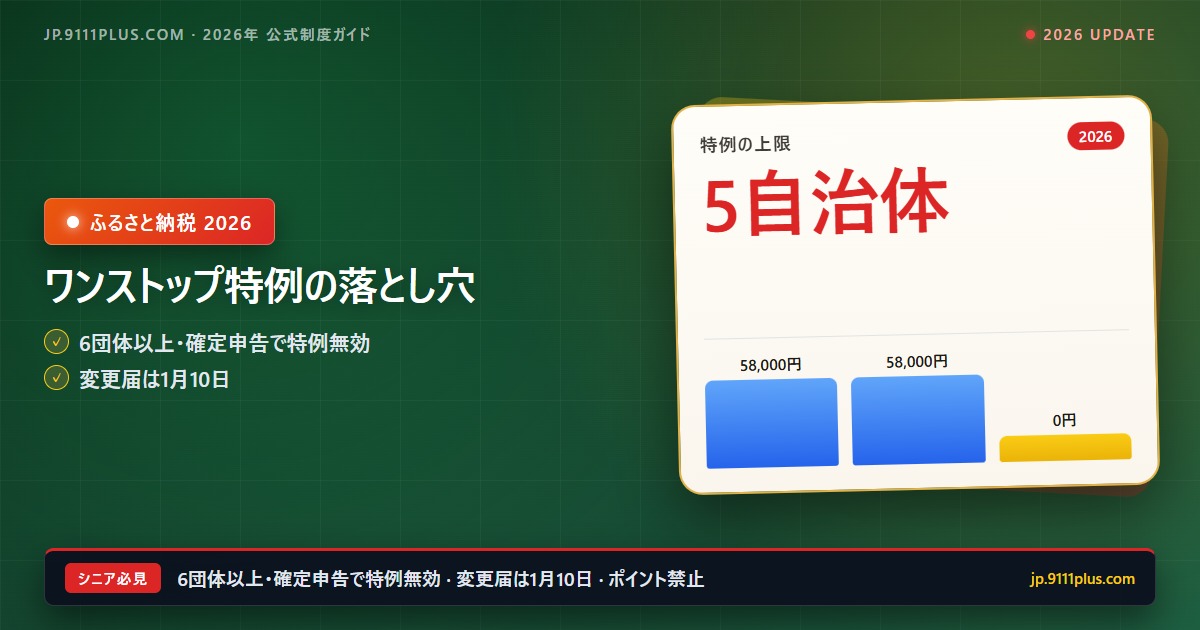 JP.9111PLUS.COM · 2026年 公式制度ガイド
2026 UPDATE
ふるさと納税 2026
ワンストップ特例の落とし穴
✓ 6団体以上・確定申告で特例無効
✓ 変更届は1月10日
特例の上限
2026
5自治体
58,000円
58,000円
0円
シニア必見
6団体以上・確定申告で特例無効 · 変更届は1月10日 · ポイント禁止
jp.9111plus.com